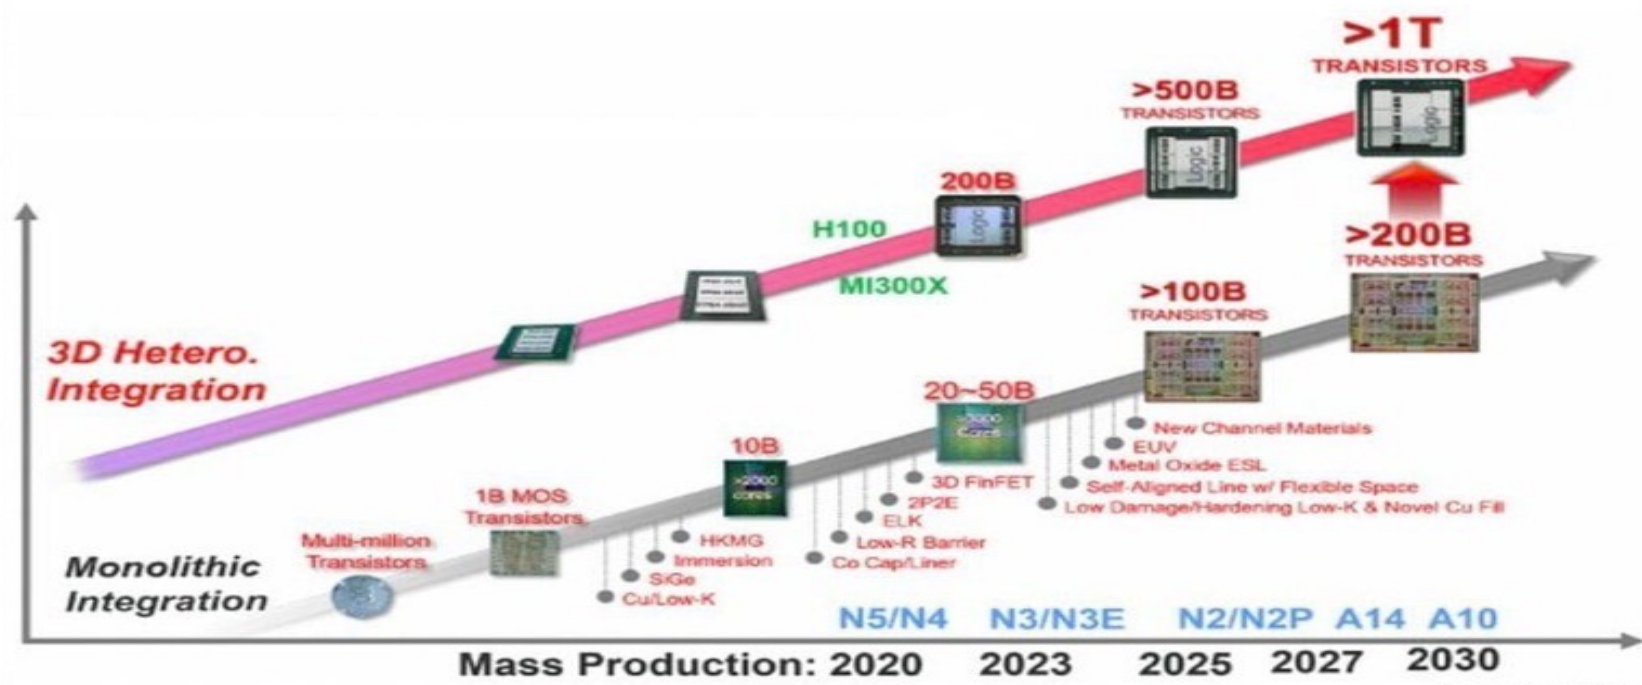 >1T
TRANSISTORS
>500B
TRANSISTORS
Logic
Logic
200B
Logic
H100
MI300X
>200B
TRANSISTORS
>100B
TRANSISTORS
3D Hetero.
Integration
20~50B
10B
1B MOS
Transistors
Multi-million
Transistors
Monolithic
Integration
New Channel Materials
EUV
Metal Oxide ESL
Self-Aligned Line w/ Flexible Space
Low Damage/Hardening Low-K & Novel Cu Fill
3D FinFET
2P2E
ELK
Low-R Barrier
Co Cap/Liner
HKMG
Immersion
SiGe
Cu/Low-K
N5/N4 N3/N3E N2/N2P A14 A10
Mass Production: 2020 2023 2025 2027 2030